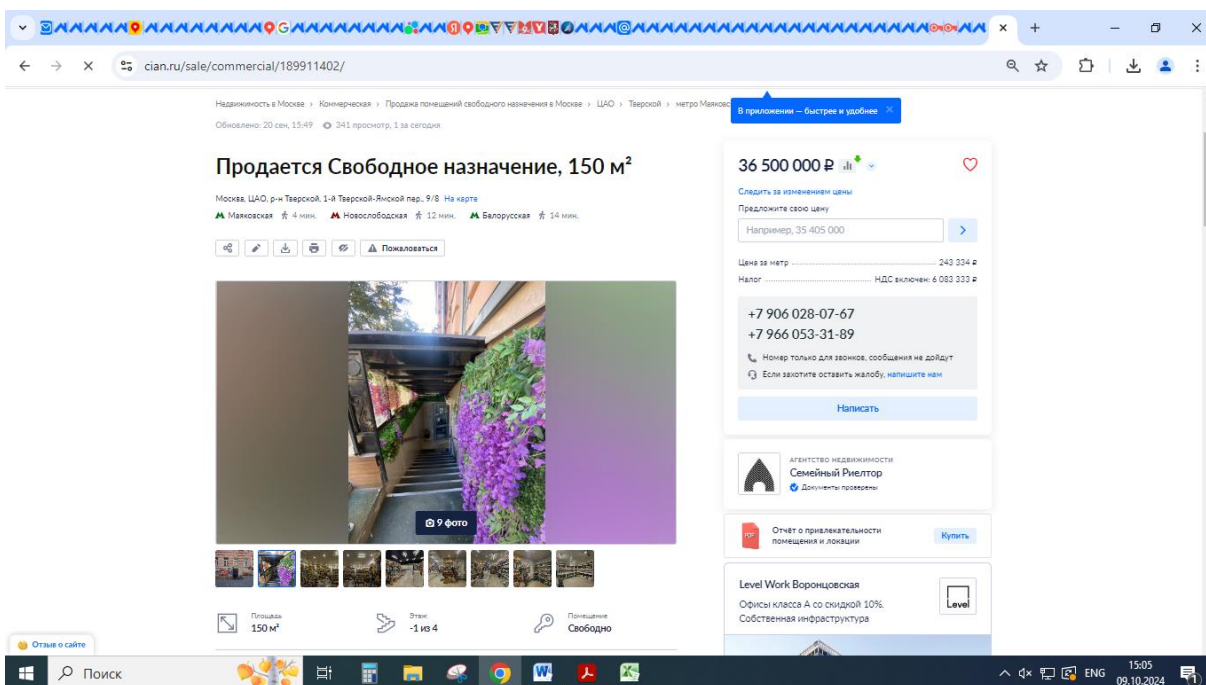 cian.ru/sale/commercial/189911402/
Недвижимость в Москве › Коммерческая › Продажа помещений свободного назначения в Москве › ЦАО › Тверской › метро Маяковс
В приложении — быстрее и удобнее
Обновлено: 20 сен, 15:49 341 просмотр, 1 за сегодня
Продается Свободное назначение, 150 м²
Москва, ЦАО, р-н Тверской, 1-й Тверской-Ямской пер., 9/8 На карте
Маяковская 4 мин. Новослободская 12 мин. Белорусская 14 мин.
Пожаловаться
9 фото
Площадь
150 м²
Этаж
-1 из 4
Помещение
Свободно
36 500 000 ₽
Следить за изменением цены
Предложите свою цену
Например, 35 405 000
Цена за метр 243 334 ₽
Налог НДС включен: 6 083 333 ₽
+7 906 028-07-67
+7 966 053-31-89
Номер только для звонков, сообщения не дойдут
Если захотите оставить жалобу, напишите нам
Написать
АГЕНТСТВО НЕДВИЖИМОСТИ
Семейный Риелтор
Документы проверены
PDF
Отчёт о привлекательности
помещения и локации
Купить
Level Work Воронцовская
Офисы класса А со скидкой 10%.
Собственная инфраструктура
Level
Отзыв о сайте
Поиск
ENG
15:05
09.10.2024